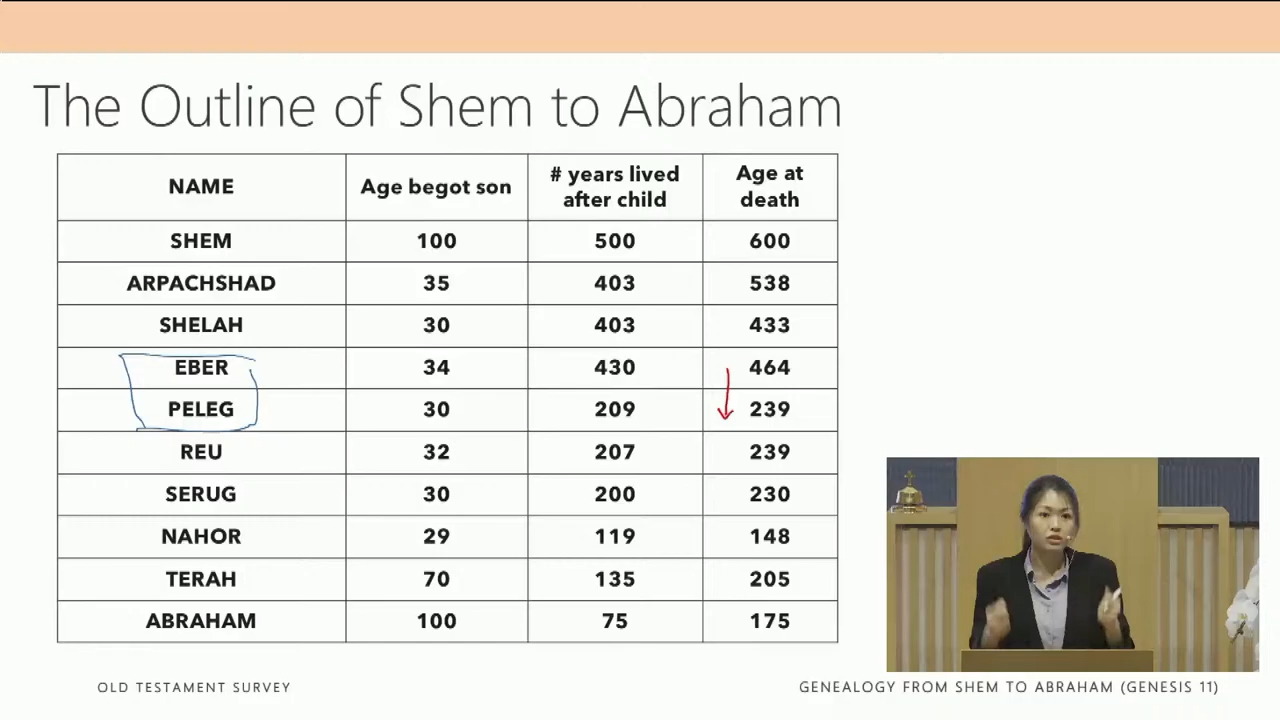 The Outline of Shem to Abraham
NAME Age begot son # years lived after child Age at death
SHEM 100 500 600
ARPACHSHAD 35 403 538
SHELAH 30 403 433
EBER 34 430 464
PELEG 30 209 239
REU 32 207 239
SERUG 30 200 230
NAHOR 29 119 148
TERAH 70 135 205
ABRAHAM 100 75 175
OLD TESTAMENT SURVEY
GENEALOGY FROM SHEM TO ABRAHAM (GENESIS 11)